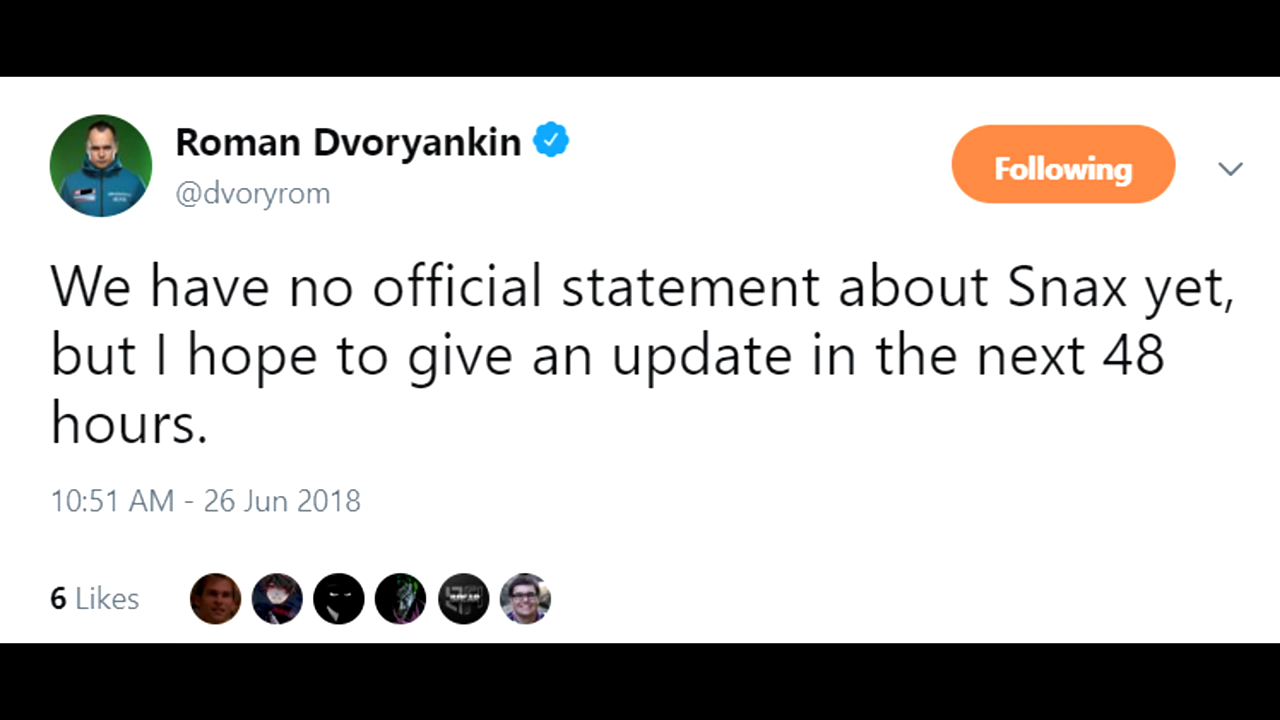 Roman Dvoryankin
@dvoryrom
Following
We have no official statement about Snax yet,
but I hope to give an update in the next 48
hours.
10:51 AM - 26 Jun 2018
6 Likes